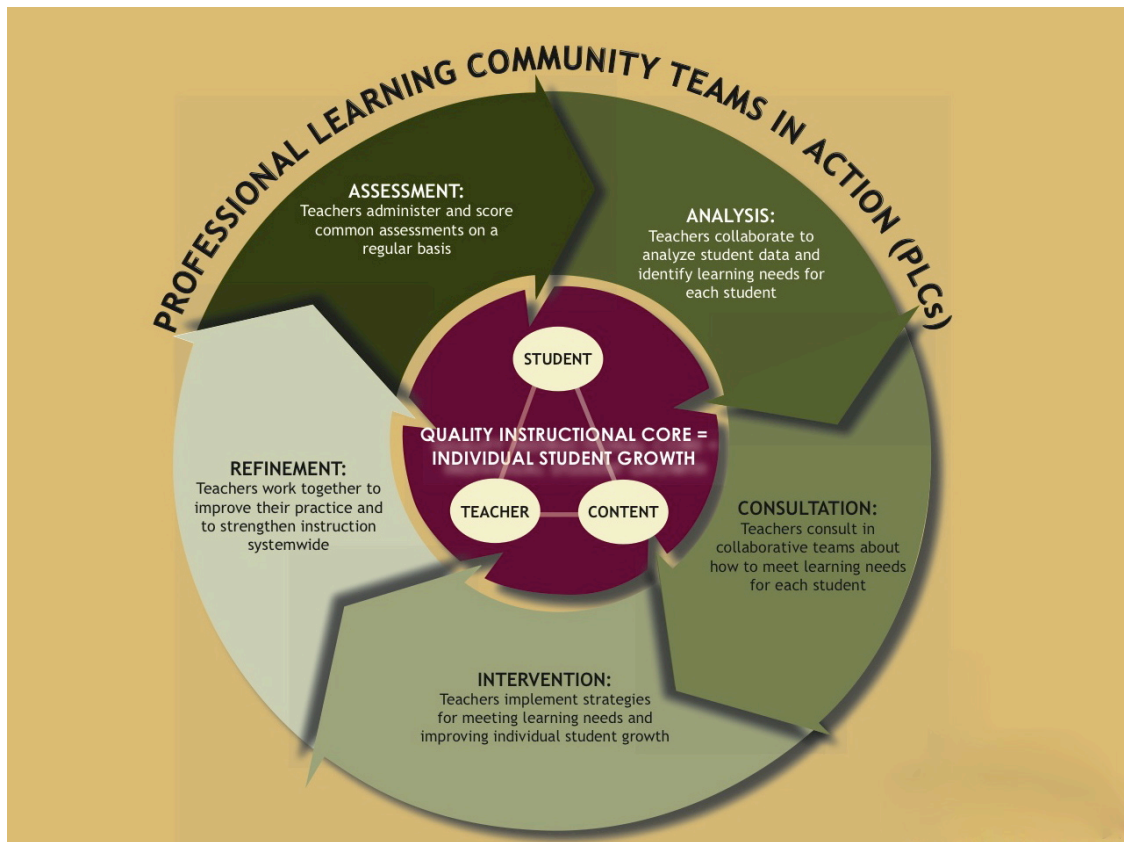 PROFESSIONAL LEARNING COMMUNITY TEAMS IN ACTION (PLCs)
ASSESSMENT:
Teachers administer and score
common assessments on a
regular basis
ANALYSIS:
Teachers collaborate to
analyze student data and
identify learning needs for
each student
CONSULTATION:
Teachers consult in
collaborative teams about
how to meet learning needs
for each student
INTERVENTION:
Teachers implement strategies
for meeting learning needs and
improving individual student growth
REFINEMENT:
Teachers work together to
improve their practice and
to strengthen instruction
systemwide
STUDENT
QUALITY INSTRUCTIONAL CORE =
INDIVIDUAL STUDENT GROWTH
TEACHER
CONTENT